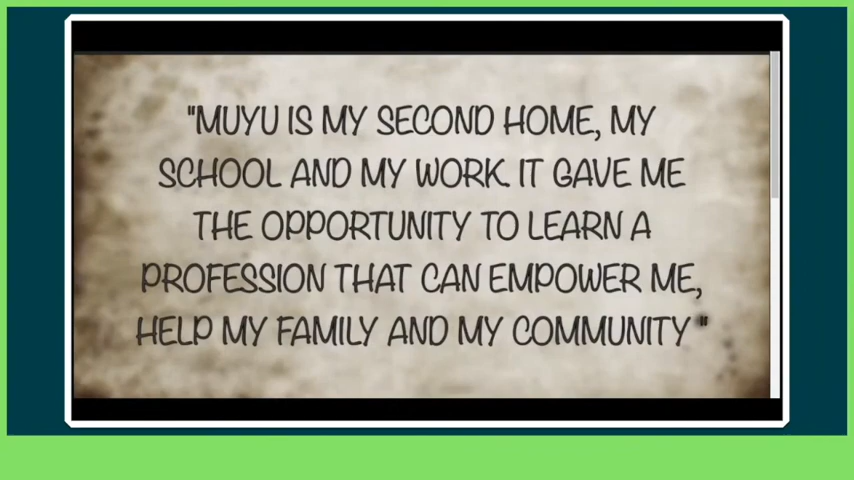 "MUYU IS MY SECOND HOME, MY
SCHOOL AND MY WORK. IT GAVE ME
THE OPPORTUNITY TO LEARN A
PROFESSION THAT CAN EMPOWER ME,
HELP MY FAMILY AND MY COMMUNITY "